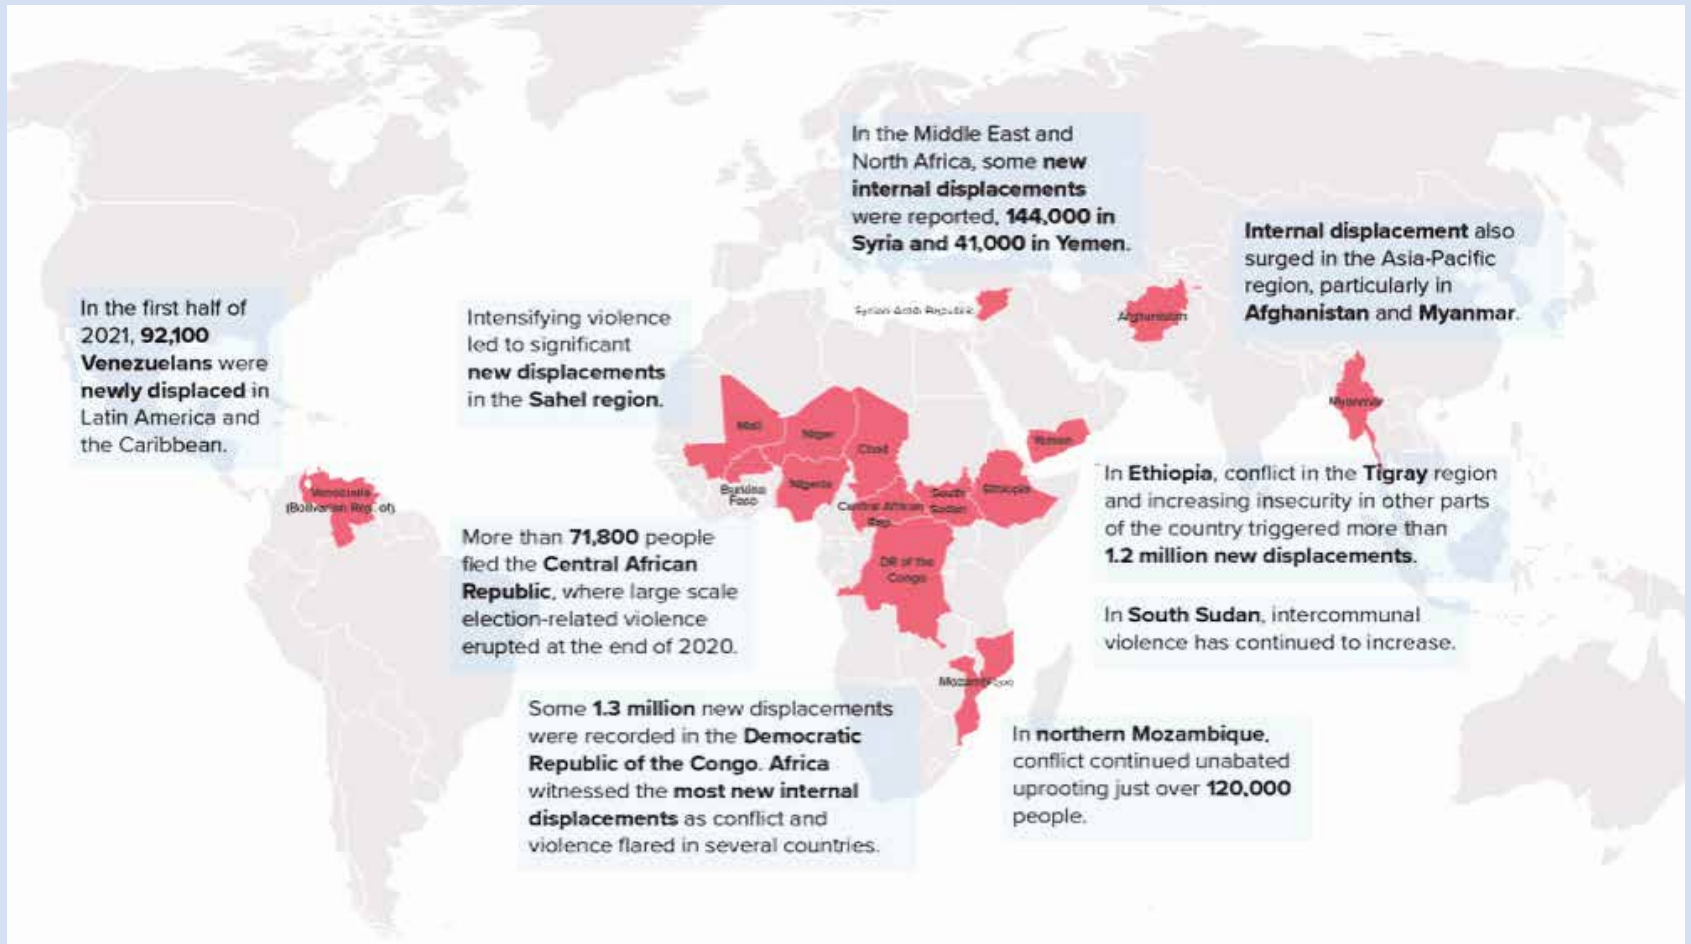 In the Middle East and
North Africa, some new
internal displacements
were reported, 144,000 in
Syria and 41,000 in Yemen.
Internal displacement also
surged in the Asia-Pacific
region, particularly in
Afghanistan and Myanmar.
In the first half of
2021, 92,100
Venezuelans were
newly displaced in
Latin America and
the Caribbean.
Intensifying violence
led to significant
new displacements
in the Sahel region.
Syrian Arab Republic
Afghanistan
Myanmar
Mali
Niger
Chad
Yemen
Burkina
Faso
Nigeria
Central African
Rep.
South
Sudan
Ethiopia
Venezuela
(Bolivarian Rep. of)
In Ethiopia, conflict in the Tigray region
and increasing insecurity in other parts
of the country triggered more than
1.2 million new displacements.
More than 71,800 people
fled the Central African
Republic, where large scale
election-related violence
erupted at the end of 2020.
DR of the
Congo
In South Sudan, intercommunal
violence has continued to increase.
Mozambique
Some 1.3 million new displacements
were recorded in the Democratic
Republic of the Congo. Africa
witnessed the most new internal
displacements as conflict and
violence flared in several countries.
In northern Mozambique,
conflict continued unabated
uprooting just over 120,000
people.